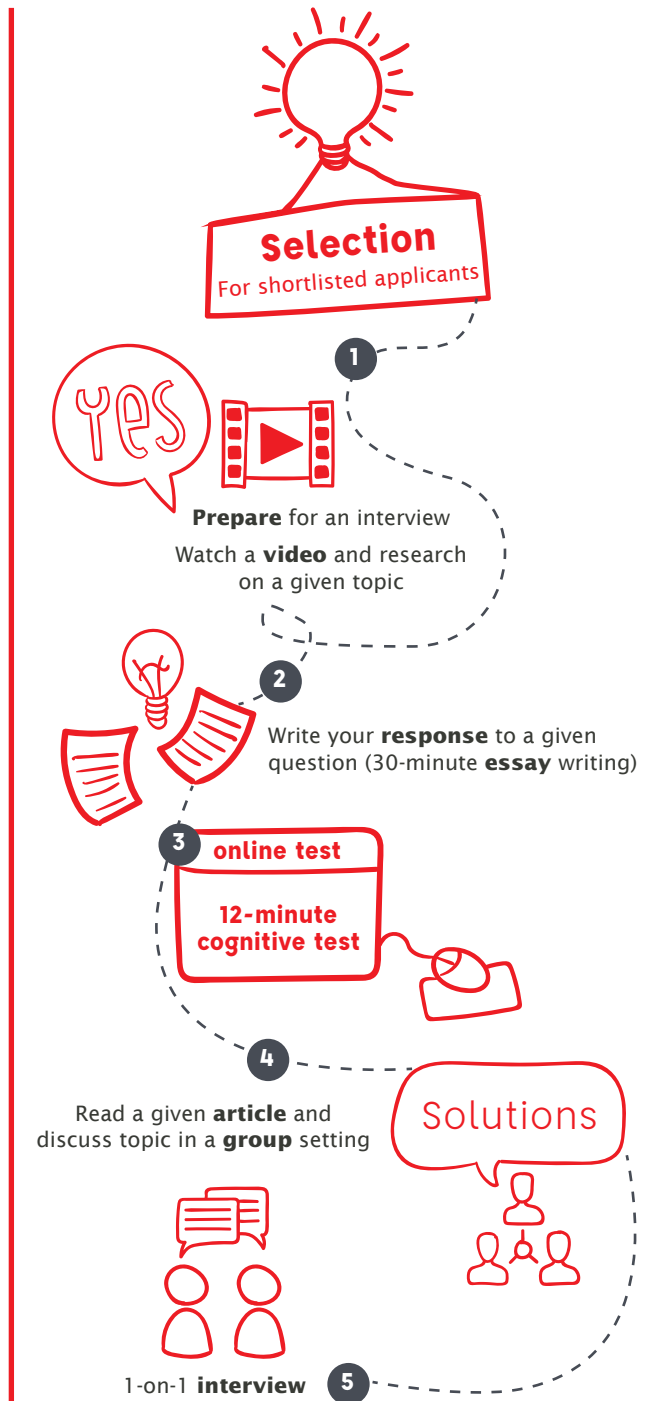 Selection
For shortlisted applicants
1
Yes
Prepare for an interview
Watch a video and research
on a given topic
2
Write your response to a given
question (30-minute essay writing)
3
online test
12-minute
cognitive test
4
Read a given article and
discuss topic in a group setting
Solutions
1-on-1 interview
5